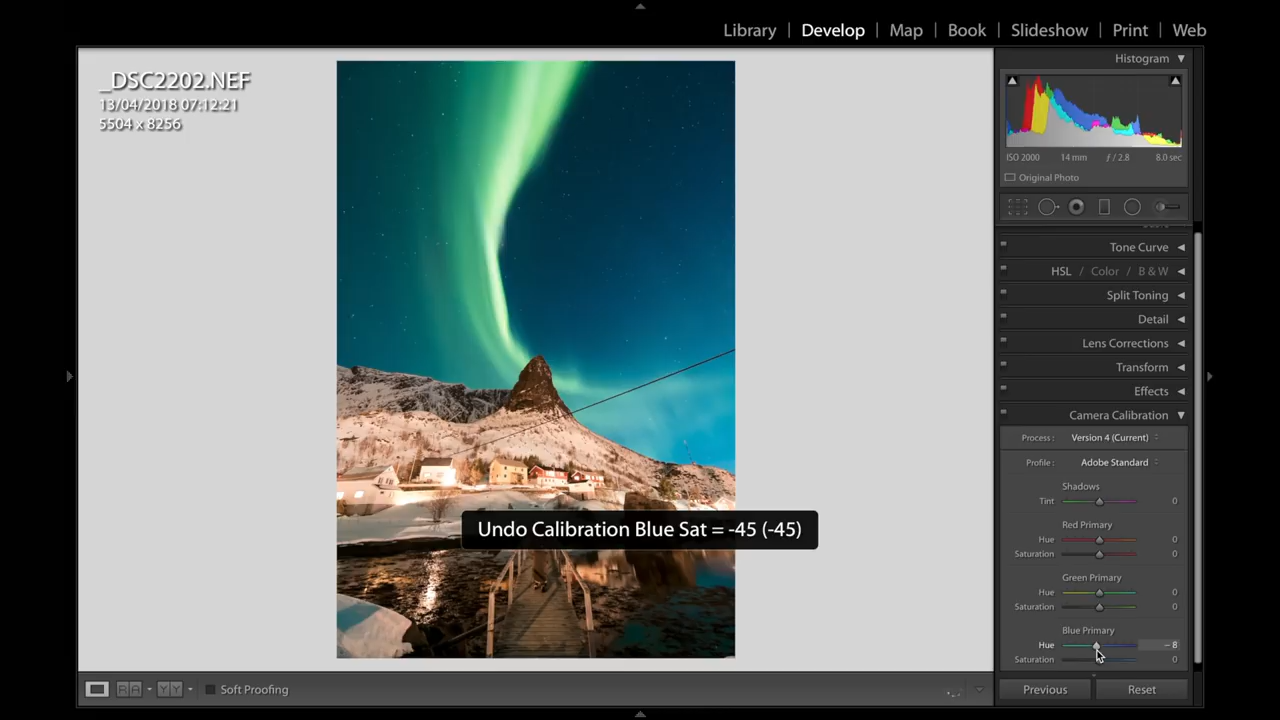 Library | Develop | Map | Book | Slideshow | Print | Web
_DSC2202.NEF
13/04/2018 07:12:21
5504 x 8256
Histogram
ISO 2000 14 mm ƒ / 2.8 8.0 sec
Original Photo
Tone Curve
HSL / Color / B & W
Split Toning
Detail
Lens Corrections
Transform
Effects
Camera Calibration
Process : Version 4 (Current)
Profile : Adobe Standard
Shadows
Tint 0
Red Primary
Hue 0
Saturation 0
Green Primary
Hue 0
Saturation 0
Blue Primary
Hue – 8
Saturation 0
Undo Calibration Blue Sat = -45 (-45)
RA YY Soft Proofing
Previous Reset